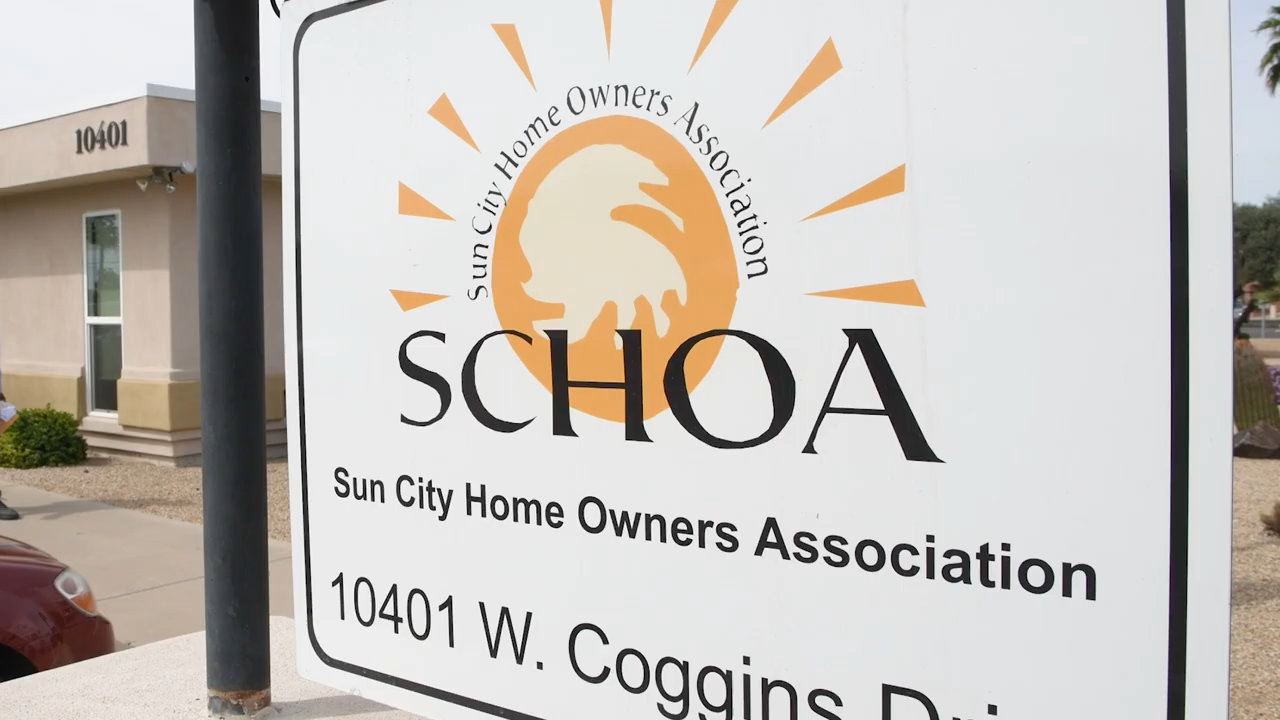 10401
Sun City Home Owners Association
SCHOA
Sun City Home Owners Association
10401 W. Coggins